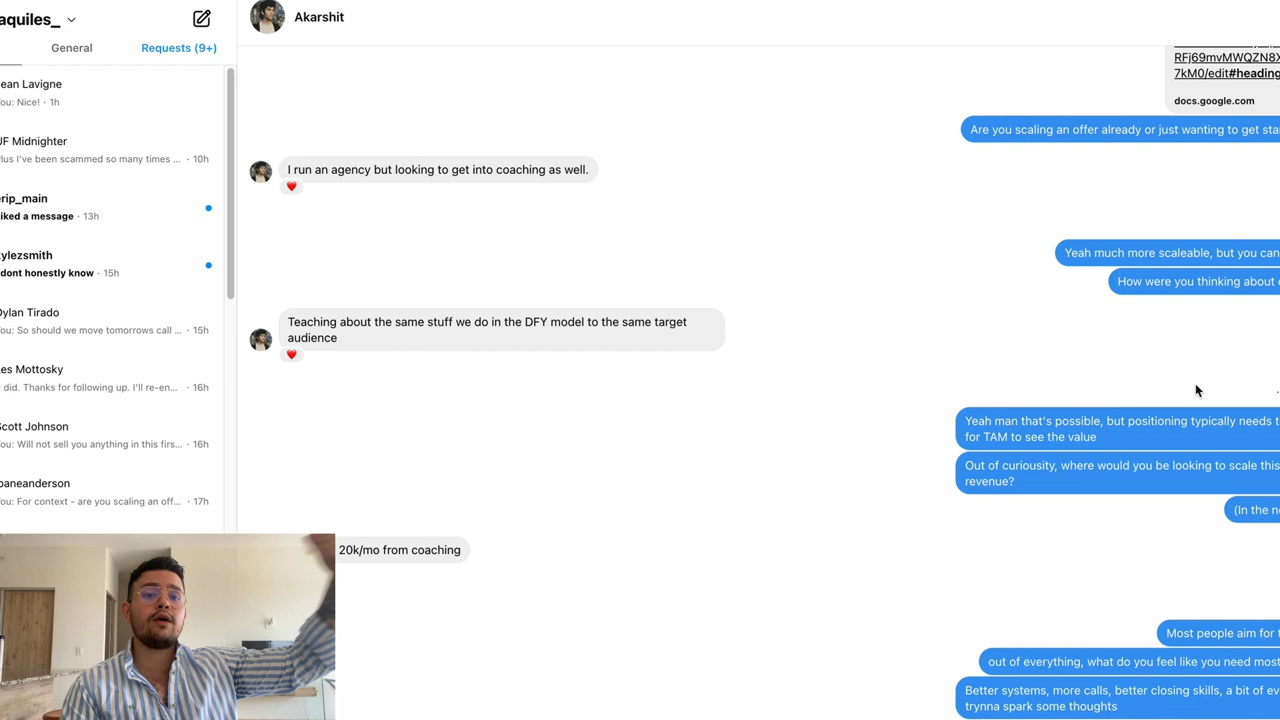 aquiles_
General
Requests (9+)
ean Lavigne
ou: Nice! · 1h
UF Midnighter
lus I've been scammed so many times ... · 10h
erip_main
iked a message · 13h
ylezsmith
dont honestly know · 15h
Dylan Tirado
ou: So should we move tomorrows call ... · 15h
es Mottosky
did. Thanks for following up. I'll re-en... · 16h
Scott Johnson
ou: Will not sell you anything in this firs... · 16h
oaneanderson
ou: For context - are you scaling an off... · 17h
Akarshit
RFj69mvMWQZN8X
7kM0/edit#heading
docs.google.com
Are you scaling an offer already or just wanting to get sta
I run an agency but looking to get into coaching as well.
Yeah much more scaleable, but you can
How were you thinking about
Teaching about the same stuff we do in the DFY model to the same target
audience
Yeah man that's possible, but positioning typically needs t
for TAM to see the value
Out of curiosity, where would you be looking to scale this
revenue?
(In the n
20k/mo from coaching
Most people aim for
out of everything, what do you feel like you need most
Better systems, more calls, better closing skills, a bit of ev
trynna spark some thoughts